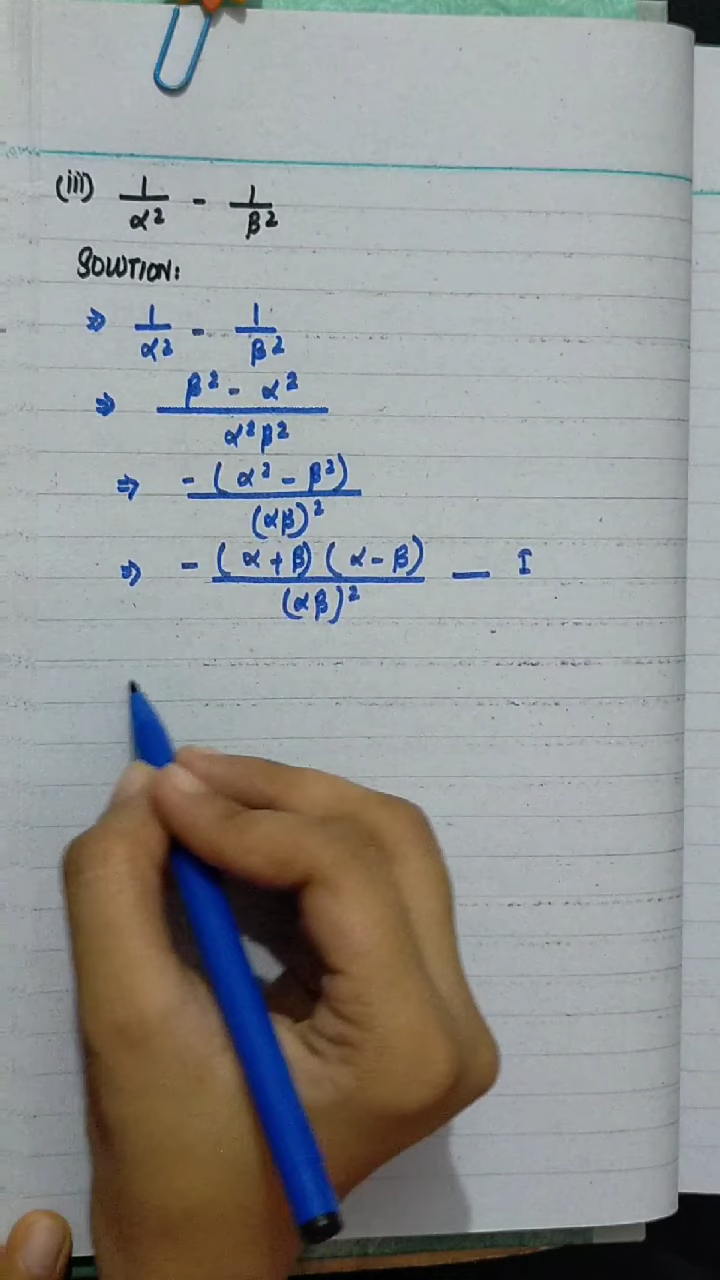 (iii) 1/α² - 1/β²
SOLUTION:
⇒ 1/α² - 1/β²
⇒ β² - α² / α²β²
⇒ -(α² - β²) / (αβ)²
⇒ -(α + β)(α - β) / (αβ)² — I